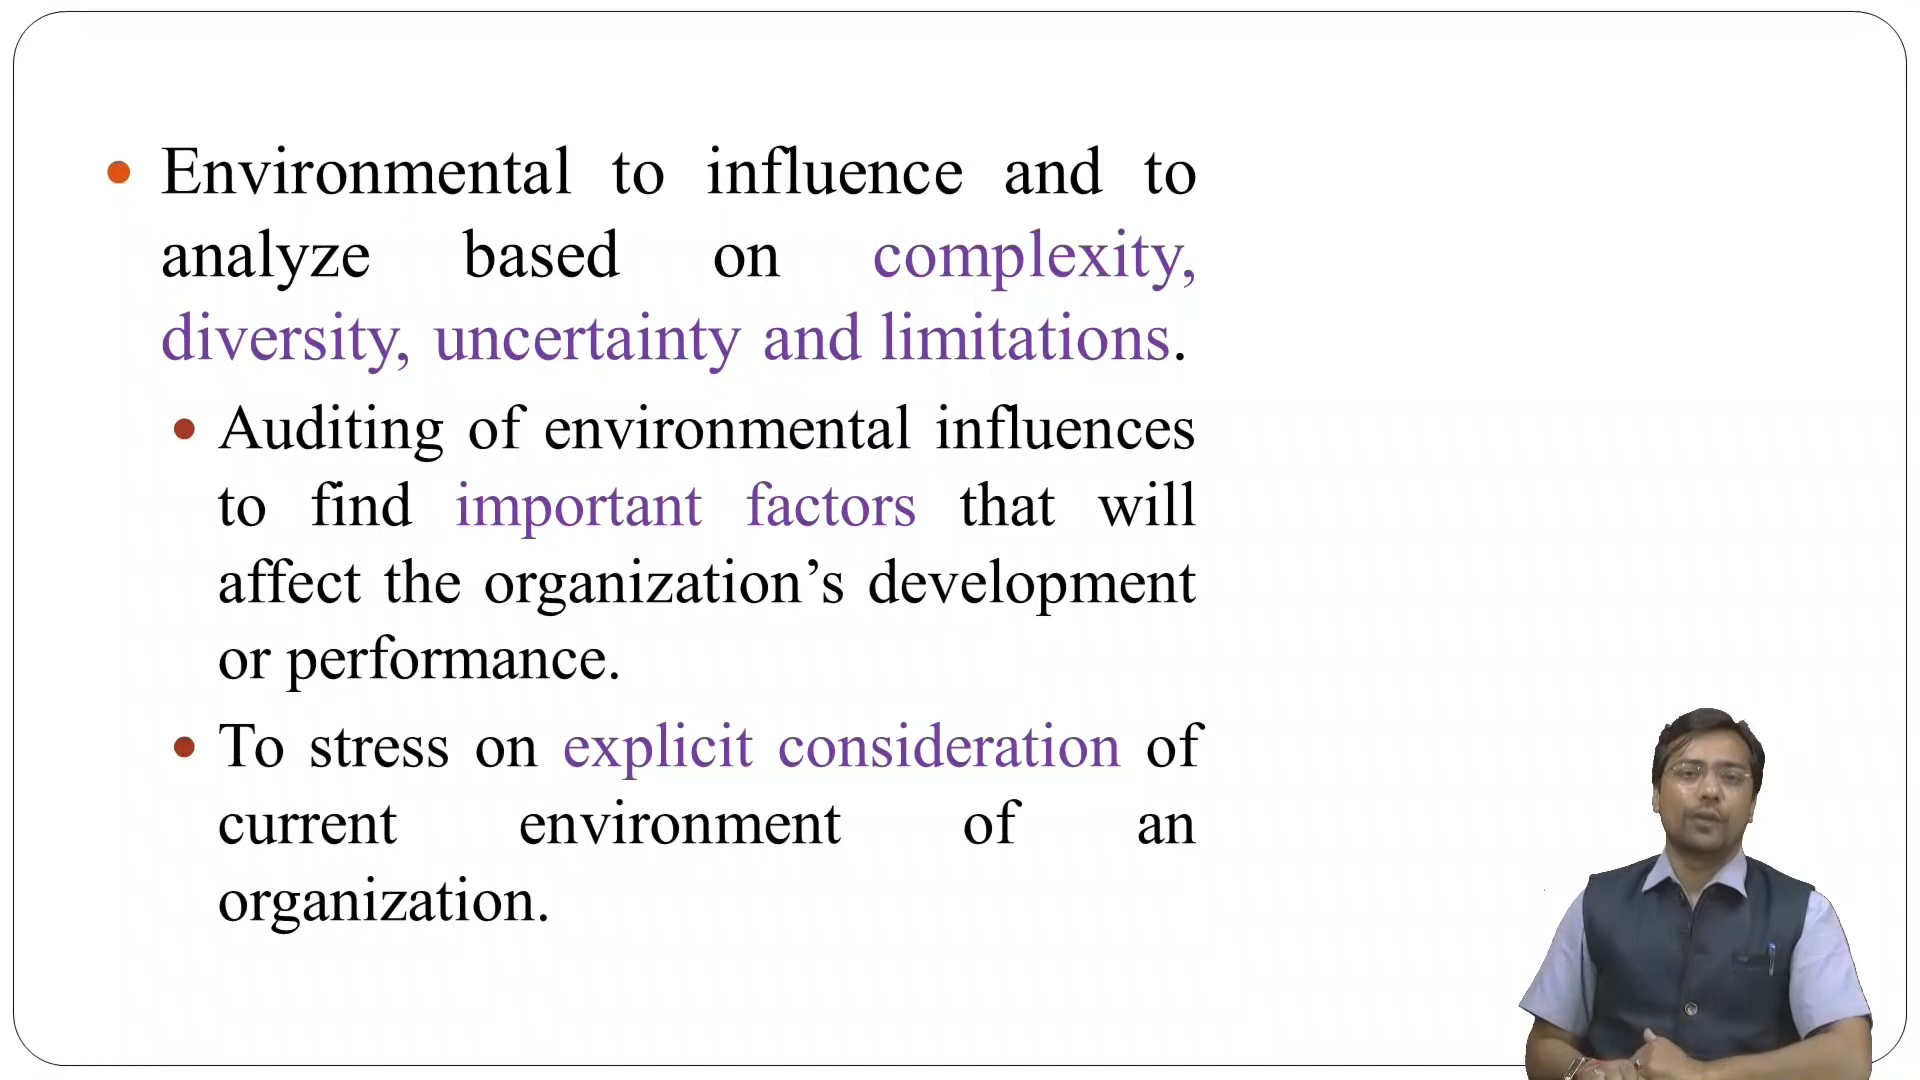 Environmental to influence and to
analyze based on complexity,
diversity, uncertainty and limitations.
Auditing of environmental influences
to find important factors that will
affect the organization’s development
or performance.
To stress on explicit consideration of
current environment of an
organization.